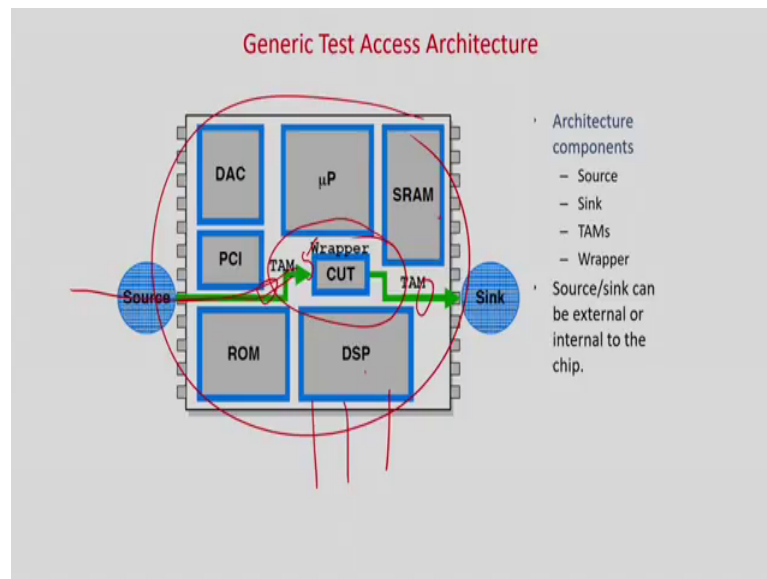 Generic Test Access Architecture
DAC
μP
SRAM
PCI
TAM
Wrapper
CUT
TAM
Source
Sink
ROM
DSP
· Architecture
components
– Source
– Sink
– TAMs
– Wrapper
· Source/sink can
be external or
internal to the
chip.